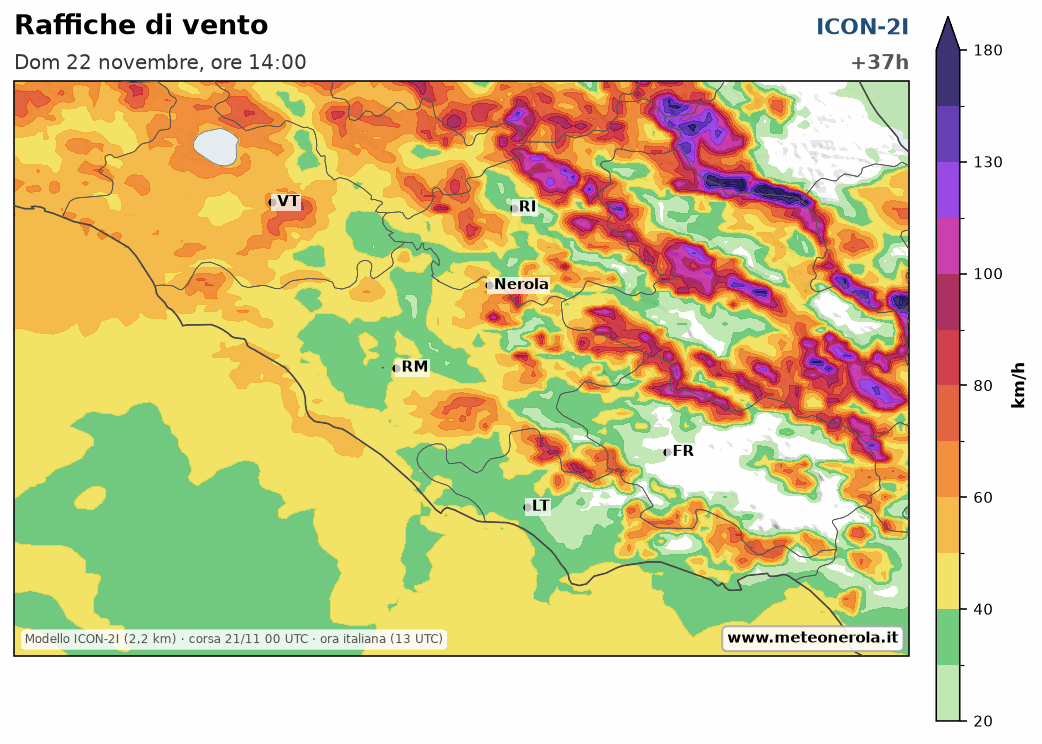 Raffiche di vento
ICON-2I
Dom 22 novembre, ore 14:00
+37h
180
130
100
80
60
40
20
km/h
VT
RI
Nerola
RM
FR
LT
Modello ICON-2I (2,2 km) · corsa 21/11 00 UTC · ora italiana (13 UTC)
www.meteonerola.it